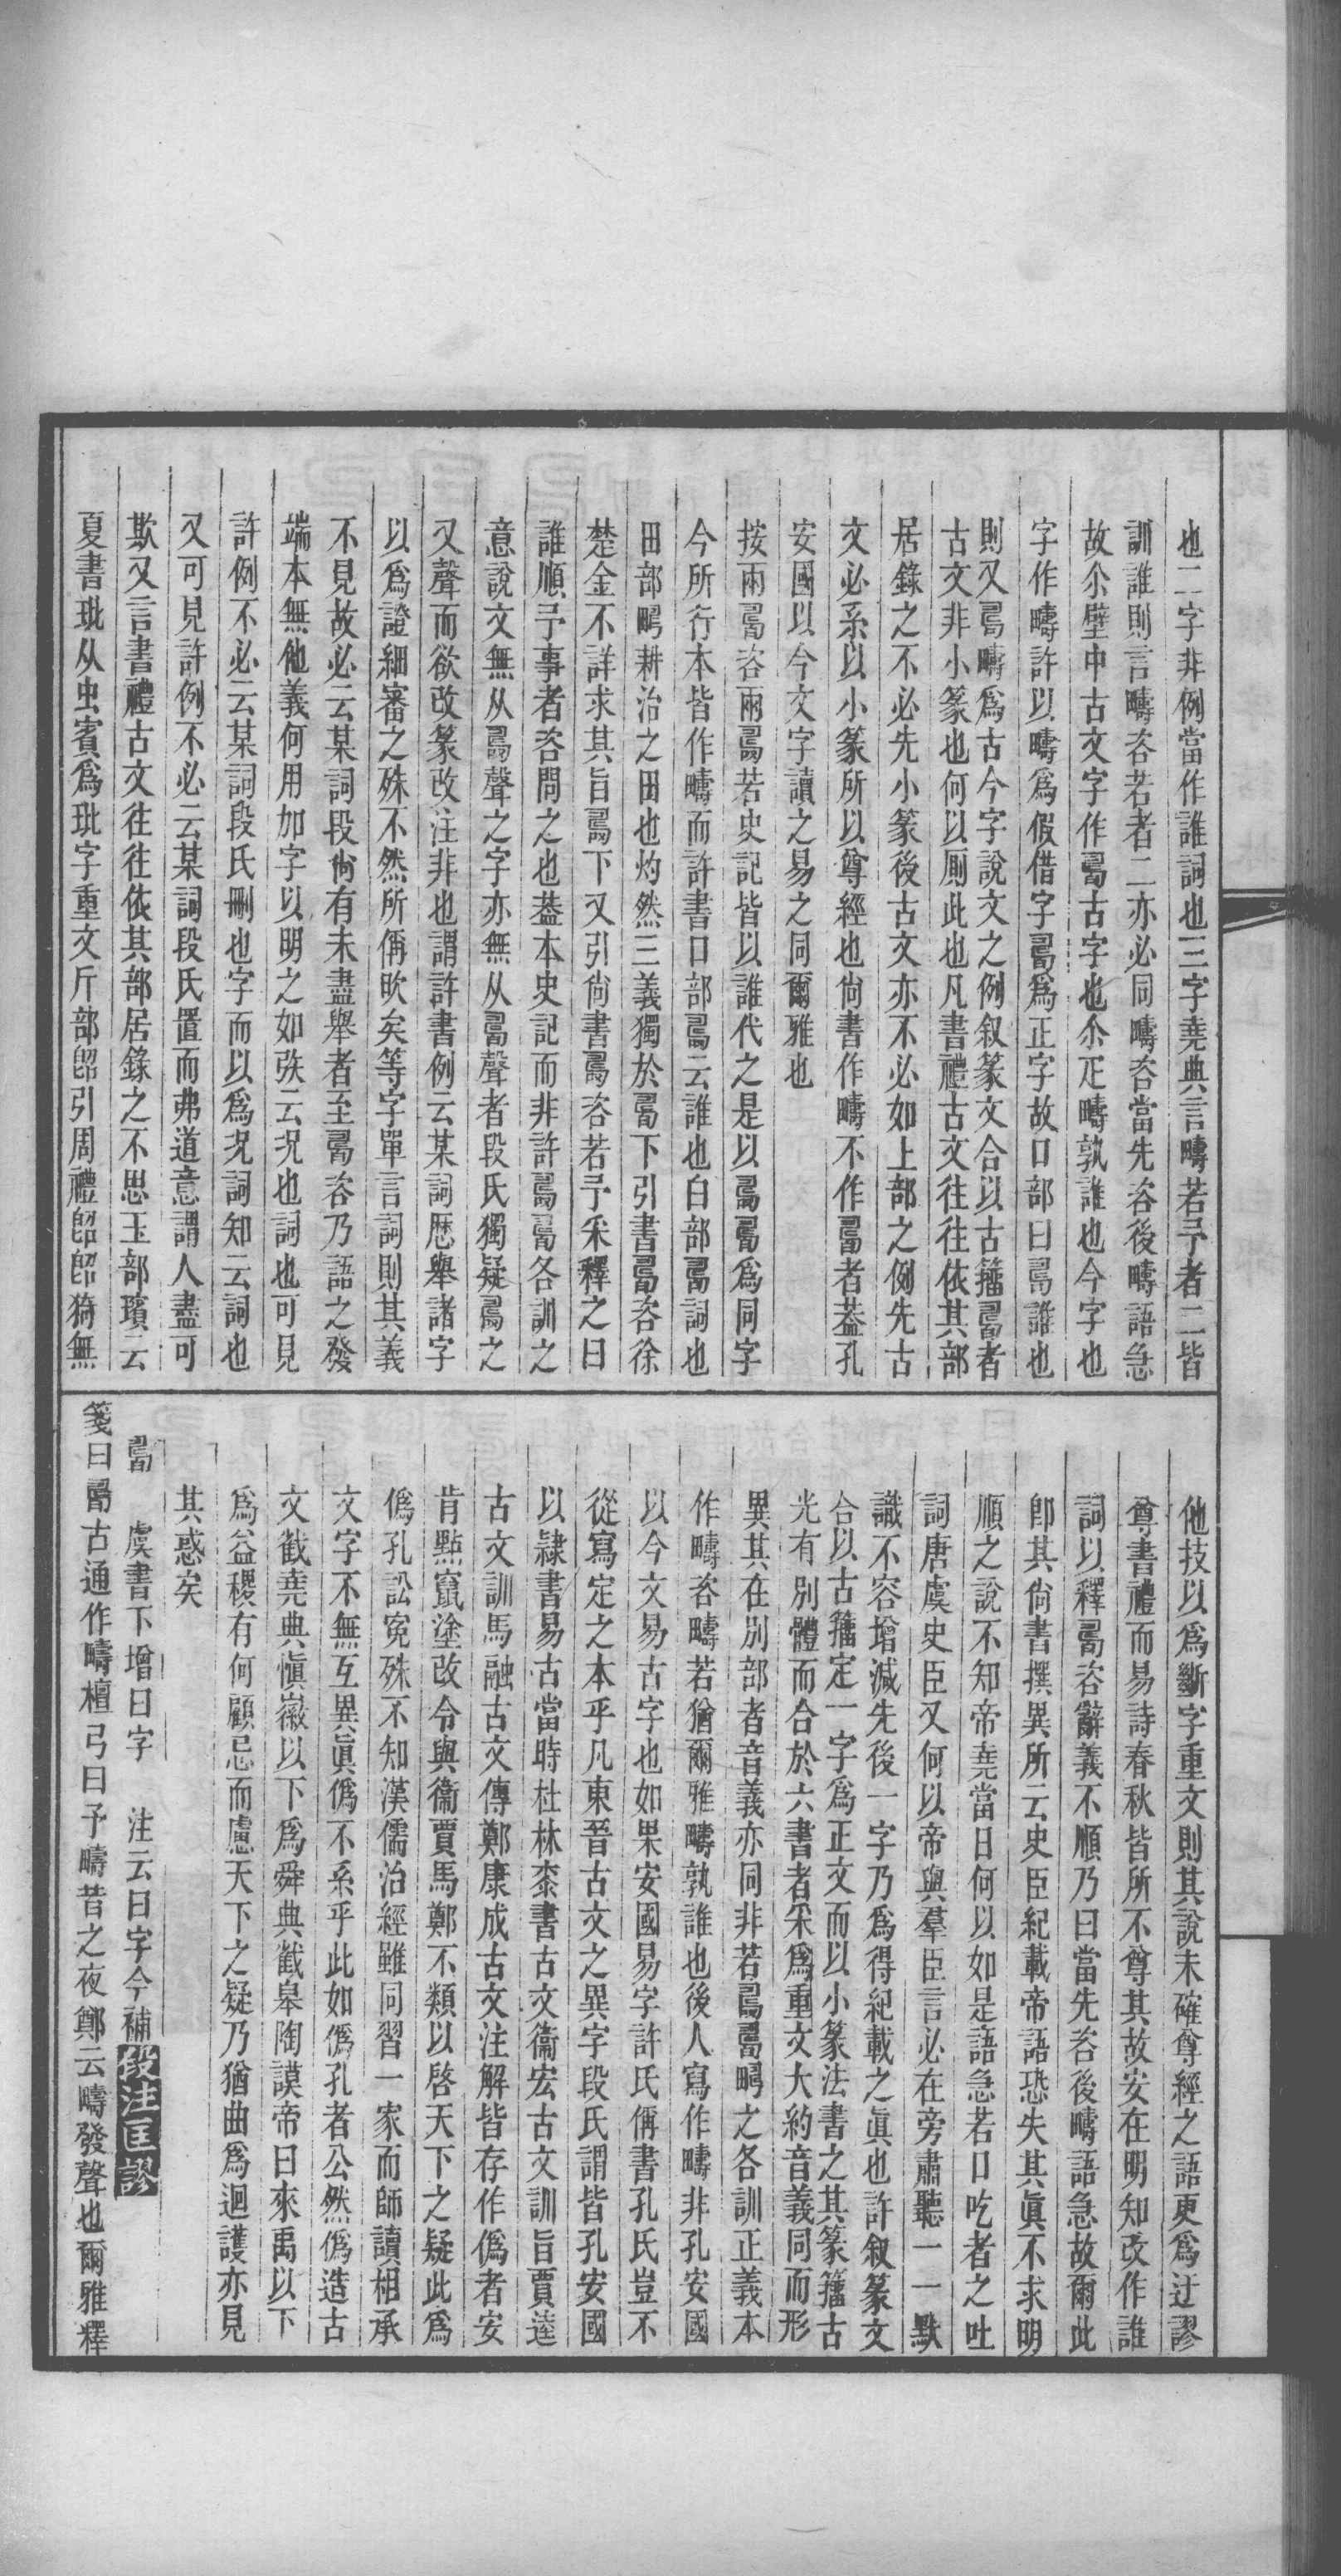 也二字非例當作誰詞也三字堯典言疇若予者二皆
訓誰則言疇咨若者二亦必同疇咨當先咨後疇語急
故尒壁中古文字作𠷎古字也尒疋疇孰誰也今字也
字作疇許以疇爲假借字𠷎爲正字故口部曰𠷎誰也
則又𠷎疇爲古今字說文之例叙篆文合以古籒𠷎者
古文非小篆也何以厠此也凡書禮古文往往依其部
居錄之不必先小篆後古文亦不必如上部之例先古
文必系以小篆所以尊經也尙書作疇不作𠷎者葢孔
安國以今文字讀之易之同爾雅也
按兩𠷎咨兩𠷎若史記皆以誰代之是以𠷎𠷎爲同字
今所行本皆作疇而許書口部𠷎云誰也白部𠷎詞也
田部𤲮耕治之田也灼然三義獨於𠷎下引書𠷎咨徐
楚金不詳求其旨𠷎下又引尙書𠷎咨若予采釋之曰
誰順予事者咨問之也葢本史記而非許𠷎𠷎各訓之
意說文無从𠷎聲之字亦無从𠷎聲者段氏獨疑𠷎之
又聲而欲改篆改注非也謂許書例云某詞歷舉諸字
以爲證細審之殊不然所偁欥矣等字單言詞則其義
不見故必云某詞段尙有未盡舉者至𠷎咨乃語之發
端本無他義何用加字以明之如矤云況也詞也可見
許例不必云某詞段氏刪也字而以爲況詞知云詞也
又可見許例不必云某詞段氏置而弗道意謂人盡可
欺又言書禮古文往往依其部居錄之不思玉部璸云
夏書玭从虫賓爲玭字重文斤部𠸿引周禮𠸿𠸿猗無
他技以爲斷字重文則其說未確尊經之語更爲迂謬
尊書禮而易詩春秋皆所不尊其故安在明知改作誰
詞以釋𠷎咨辭義不順乃曰當先咨後疇語急故爾此
卽其尙書撰異所云史臣紀載帝語恐失其眞不求明
順之說不知帝堯當日何以如是語急若口吃者之吐
詞唐虞史臣又何以帝與羣臣言必在旁肅聽一一默
識不容增減先後一字乃爲得紀載之眞也許叙篆文
合以古籒定一字爲正文而以小篆法書之其篆籒古
光有別體而合於六書者采爲重文大約音義同而形
異其在別部者音義亦同非若𠷎𠷎𤲮之各訓正義本
作疇咨疇若猶爾雅疇孰誰也後人寫作疇非孔安國
以今文易古字也如果安國易字許氏偁書孔氏豈不
從寫定之本乎凡東晉古文之異字段氏謂皆孔安國
以隸書易古當時杜林桼書古文衞宏古文訓旨賈逵
古文訓馬融古文傳鄭康成古文注解皆存作僞者安
肯點竄塗改令與衞賈馬鄭不類以啓天下之疑此爲
僞孔訟冤殊不知漢儒治經雖同習一家而師讀相承
文字不無互異眞僞不系乎此如僞孔者公然僞造古
文截堯典愼徽以下爲舜典截皋陶謨帝曰來禹以下
爲益稷有何顧忌而慮天下之疑乃猶曲爲迴護亦見
其惑矣
𠷎　虞書下增曰字　注云曰字今補段注匡謬
箋曰𠷎古通作疇檀弓曰予疇昔之夜鄭云疇發聲也爾雅釋